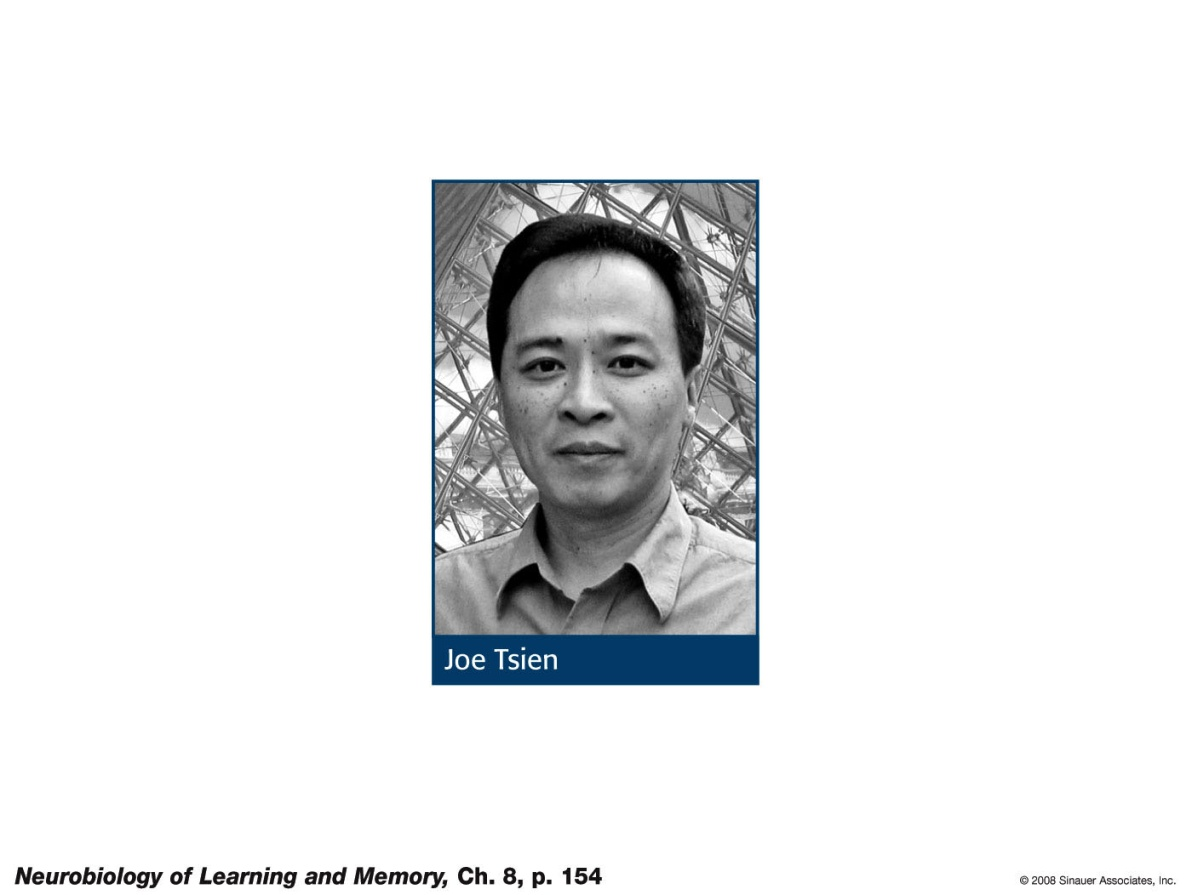 Joe Tsien
Neurobiology of Learning and Memory, Ch. 8, p. 154
© 2008 Sinauer Associates, Inc.